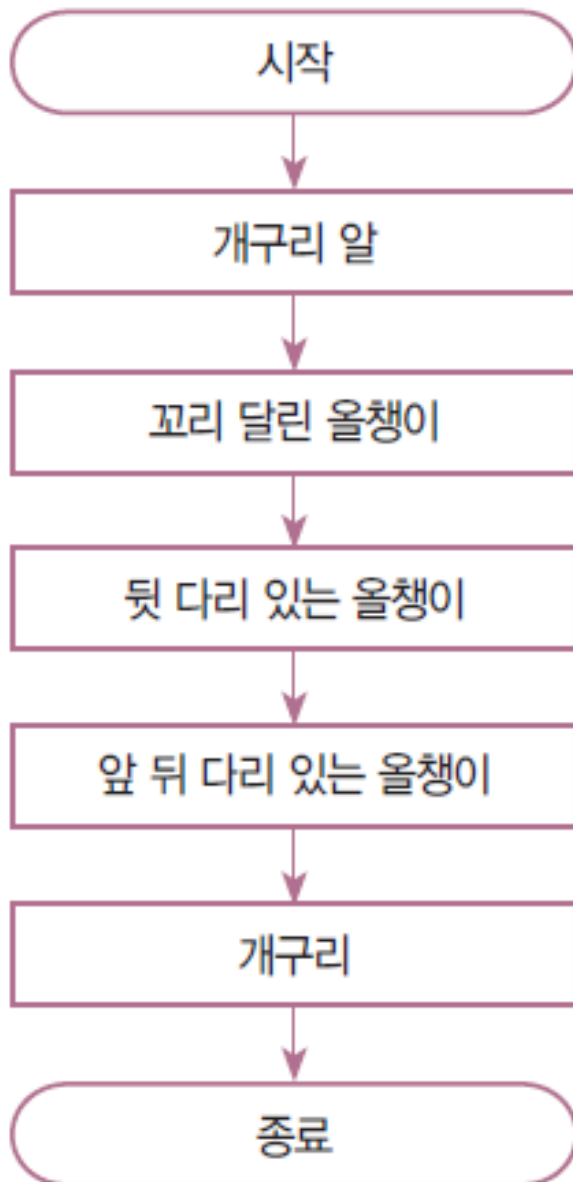 시작
개구리 알
꼬리 달린 올챙이
뒷 다리 있는 올챙이
앞 뒤 다리 있는 올챙이
개구리
종료